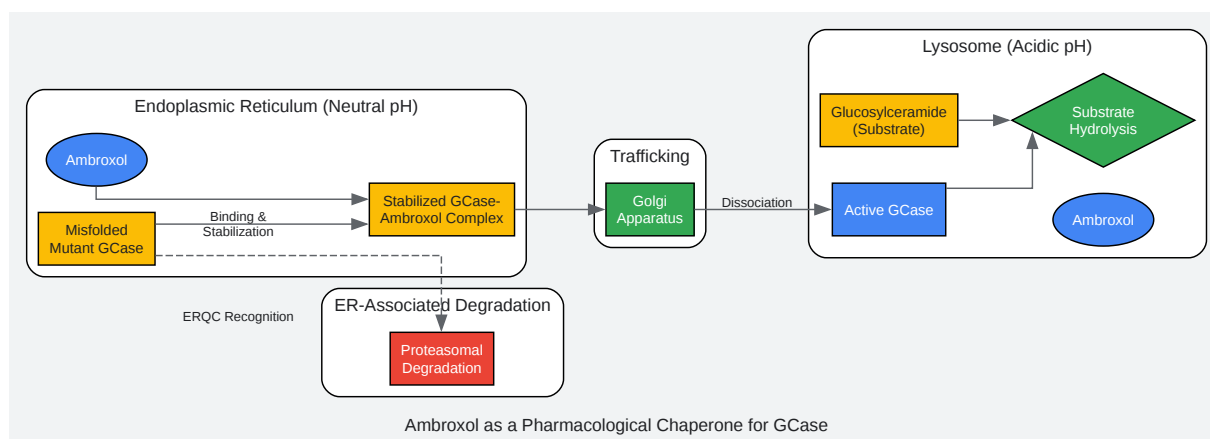 Endoplasmic Reticulum (Neutral pH)
Ambroxol
Misfolded
Mutant GCase
Binding &
Stabilization
Stabilized GCase-
Ambroxol Complex
ERQC Recognition
ER-Associated Degradation
Proteasomal
Degradation
Trafficking
Golgi
Apparatus
Dissociation
Lysosome (Acidic pH)
Glucosylceramide
(Substrate)
Substrate
Hydrolysis
Active GCase
Ambroxol
Ambroxol as a Pharmacological Chaperone for GCase